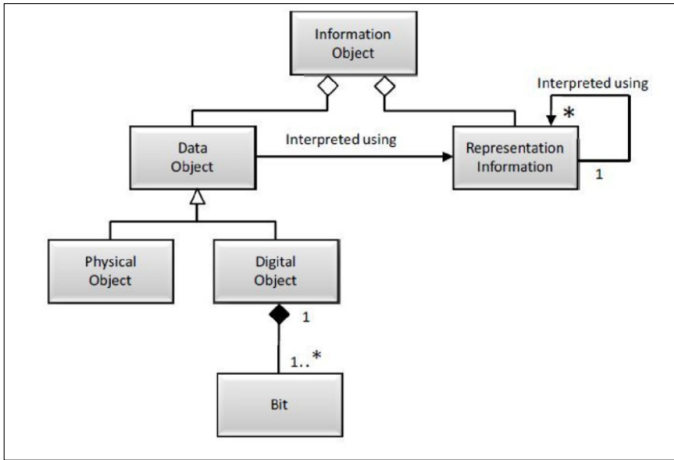 Information
Object
Interpreted using
*
Data
Object
Interpreted using
Representation
Information
1
Physical
Object
Digital
Object
1
1..*
Bit